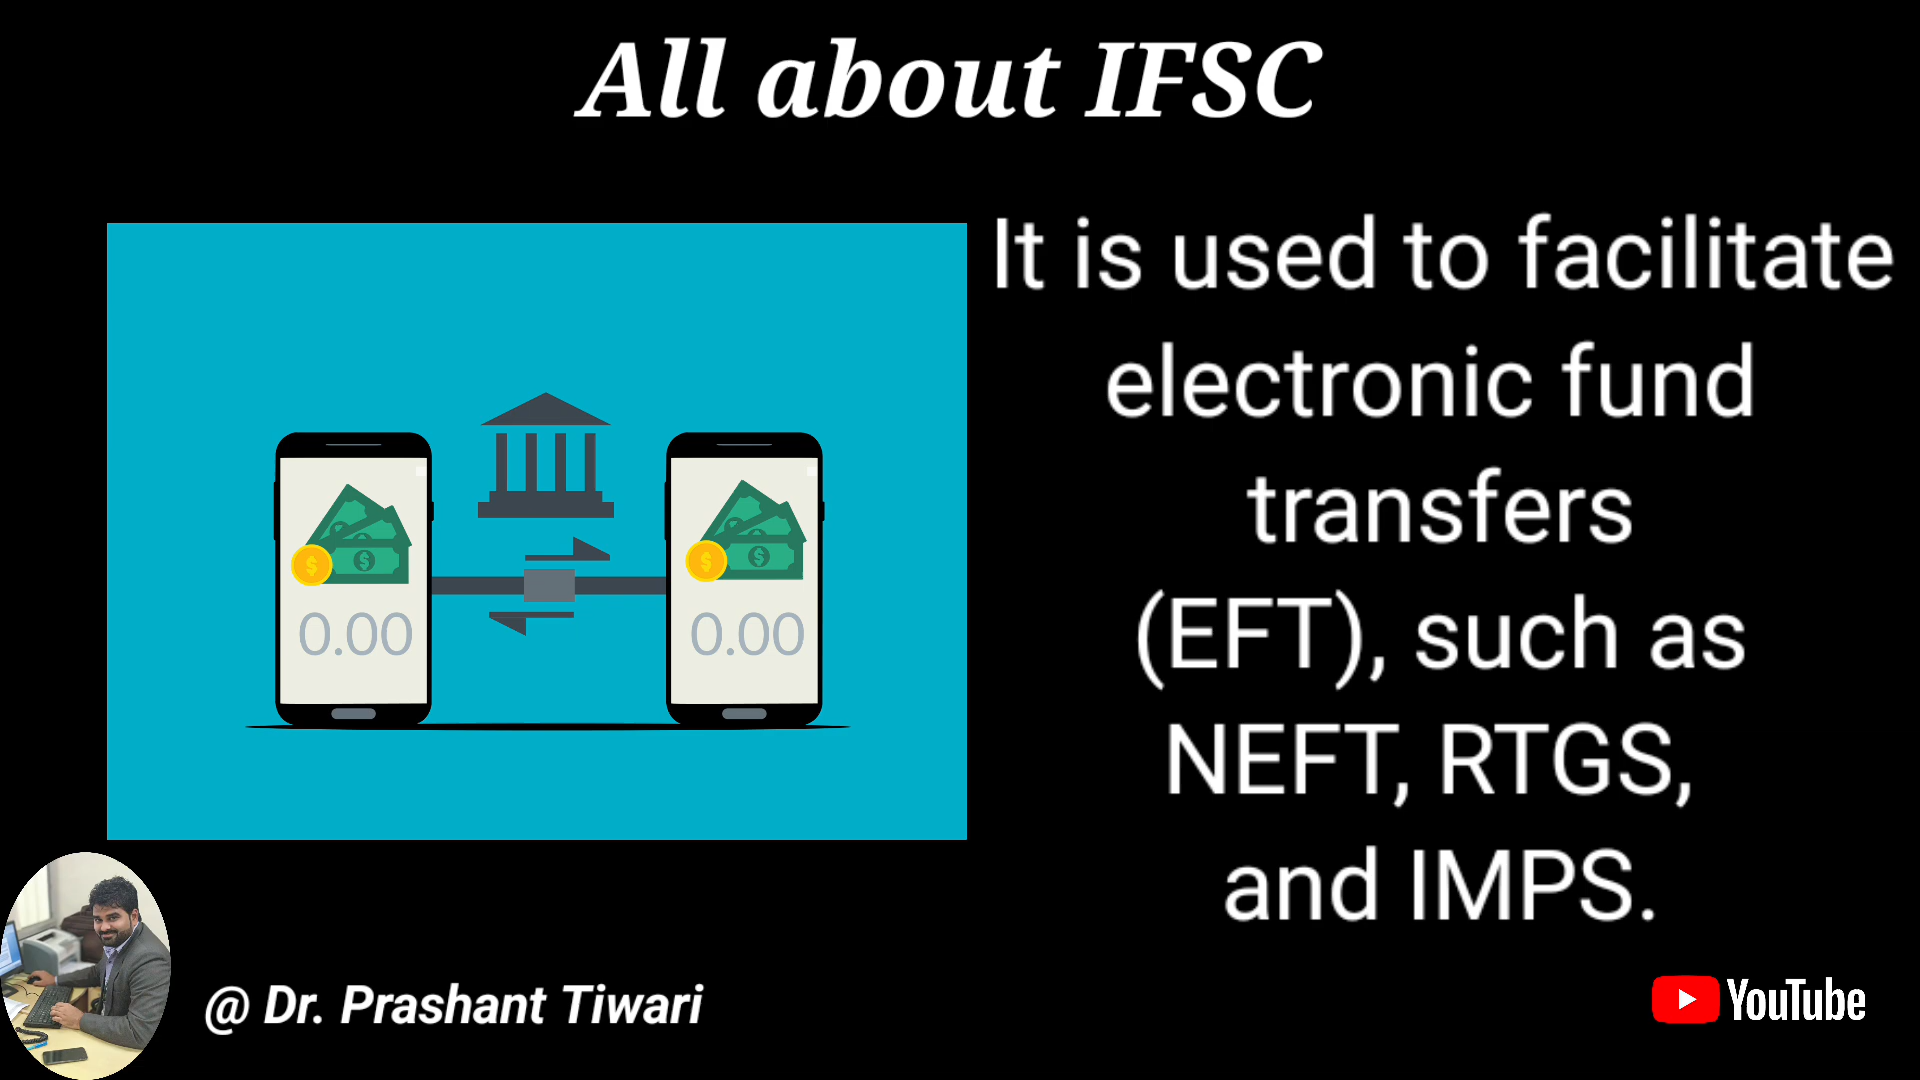 All about IFSC
It is used to facilitate
electronic fund
transfers
(EFT), such as
NEFT, RTGS,
and IMPS.
$ $
0.00
$ $
0.00
@ Dr. Prashant Tiwari
YouTube